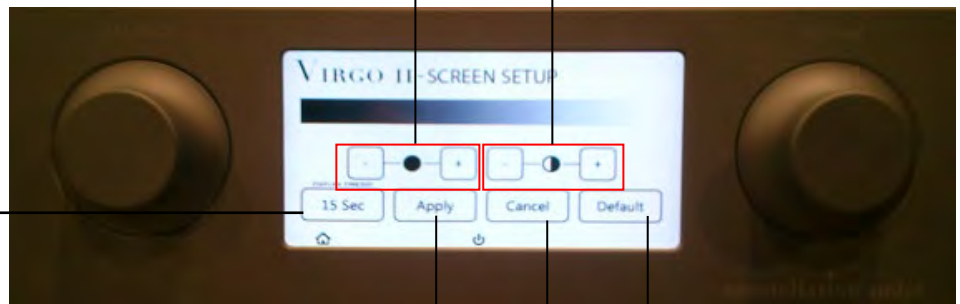 VIRGO II-SCREEN SETUP
- + - +
15 Sec Apply Cancel Default